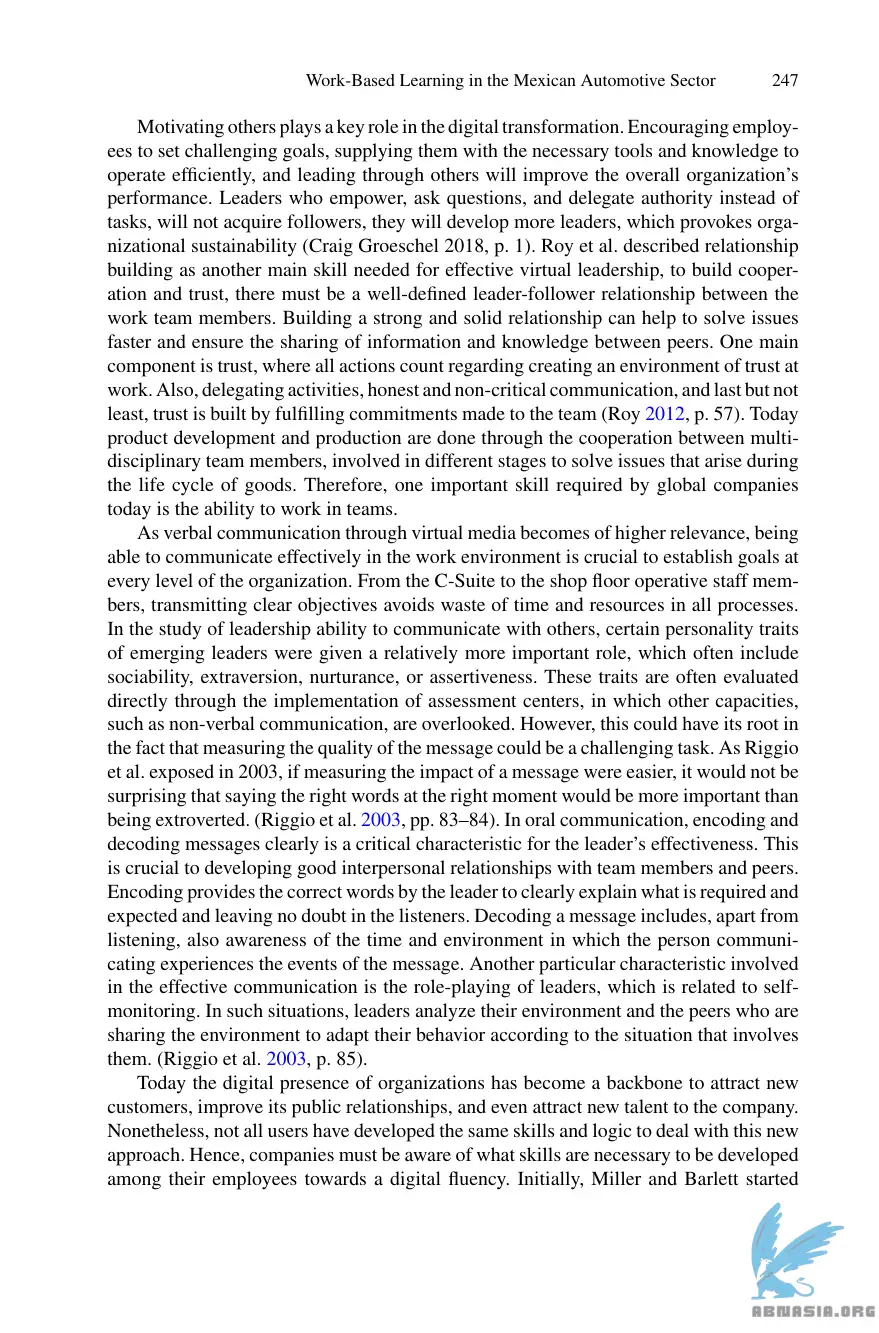 Work-Based Learning in the Mexican Automotive Sector 247
Motivating others plays a key role in the digital transformation. Encouraging employ-
ees to set challenging goals, supplying them with the necessary tools and knowledge to
operate efficiently, and leading through others will improve the overall organization’s
performance. Leaders who empower, ask questions, and delegate authority instead of
tasks, will not acquire followers, they will develop more leaders, which provokes orga-
nizational sustainability (Craig Groeschel 2018, p. 1). Roy et al. described relationship
building as another main skill needed for effective virtual leadership, to build cooper-
ation and trust, there must be a well-defined leader-follower relationship between the
work team members. Building a strong and solid relationship can help to solve issues
faster and ensure the sharing of information and knowledge between peers. One main
component is trust, where all actions count regarding creating an environment of trust at
work. Also, delegating activities, honest and non-critical communication, and last but not
least, trust is built by fulfilling commitments made to the team (Roy 2012, p. 57). Today
product development and production are done through the cooperation between multi-
disciplinary team members, involved in different stages to solve issues that arise during
the life cycle of goods. Therefore, one important skill required by global companies
today is the ability to work in teams.
As verbal communication through virtual media becomes of higher relevance, being
able to communicate effectively in the work environment is crucial to establish goals at
every level of the organization. From the C-Suite to the shop floor operative staff mem-
bers, transmitting clear objectives avoids waste of time and resources in all processes.
In the study of leadership ability to communicate with others, certain personality traits
of emerging leaders were given a relatively more important role, which often include
sociability, extraversion, nurturance, or assertiveness. These traits are often evaluated
directly through the implementation of assessment centers, in which other capacities,
such as non-verbal communication, are overlooked. However, this could have its root in
the fact that measuring the quality of the message could be a challenging task. As Riggio
et al. exposed in 2003, if measuring the impact of a message were easier, it would not be
surprising that saying the right words at the right moment would be more important than
being extroverted. (Riggio et al. 2003, pp. 83–84). In oral communication, encoding and
decoding messages clearly is a critical characteristic for the leader’s effectiveness. This
is crucial to developing good interpersonal relationships with team members and peers.
Encoding provides the correct words by the leader to clearly explain what is required and
expected and leaving no doubt in the listeners. Decoding a message includes, apart from
listening, also awareness of the time and environment in which the person communi-
cating experiences the events of the message. Another particular characteristic involved
in the effective communication is the role-playing of leaders, which is related to self-
monitoring. In such situations, leaders analyze their environment and the peers who are
sharing the environment to adapt their behavior according to the situation that involves
them. (Riggio et al. 2003, p. 85).
Today the digital presence of organizations has become a backbone to attract new
customers, improve its public relationships, and even attract new talent to the company.
Nonetheless, not all users have developed the same skills and logic to deal with this new
approach. Hence, companies must be aware of what skills are necessary to be developed
among their employees towards a digital fluency. Initially, Miller and Barlett started
ABNASIA.ORG